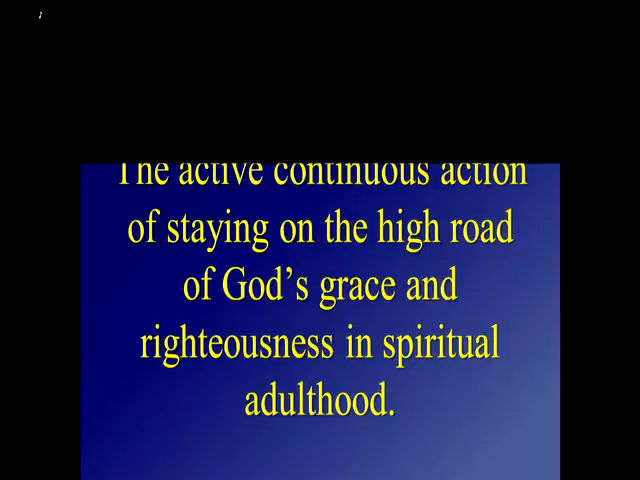 The active continuous action
of staying on the high road
of God’s grace and
righteousness in spiritual
adulthood.